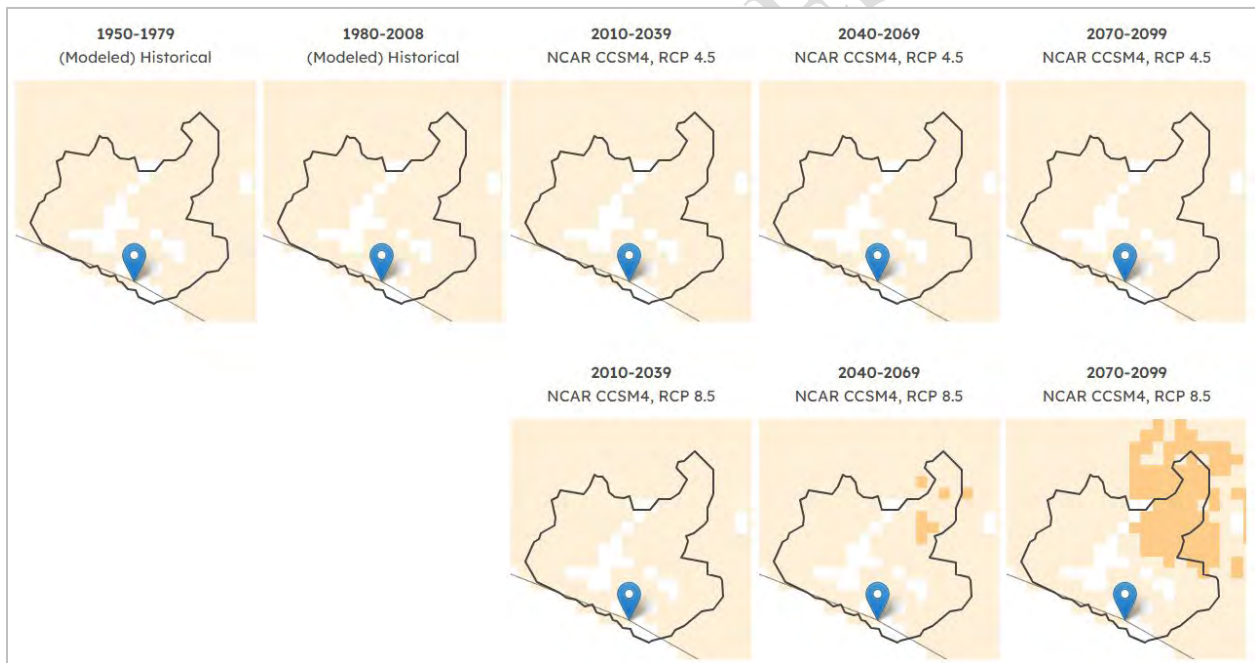 1950-1979
(Modeled) Historical
1980-2008
(Modeled) Historical
2010-2039
NCAR CCSM4, RCP 4.5
2040-2069
NCAR CCSM4, RCP 4.5
2070-2099
NCAR CCSM4, RCP 4.5
2010-2039
NCAR CCSM4, RCP 8.5
2040-2069
NCAR CCSM4, RCP 8.5
2070-2099
NCAR CCSM4, RCP 8.5